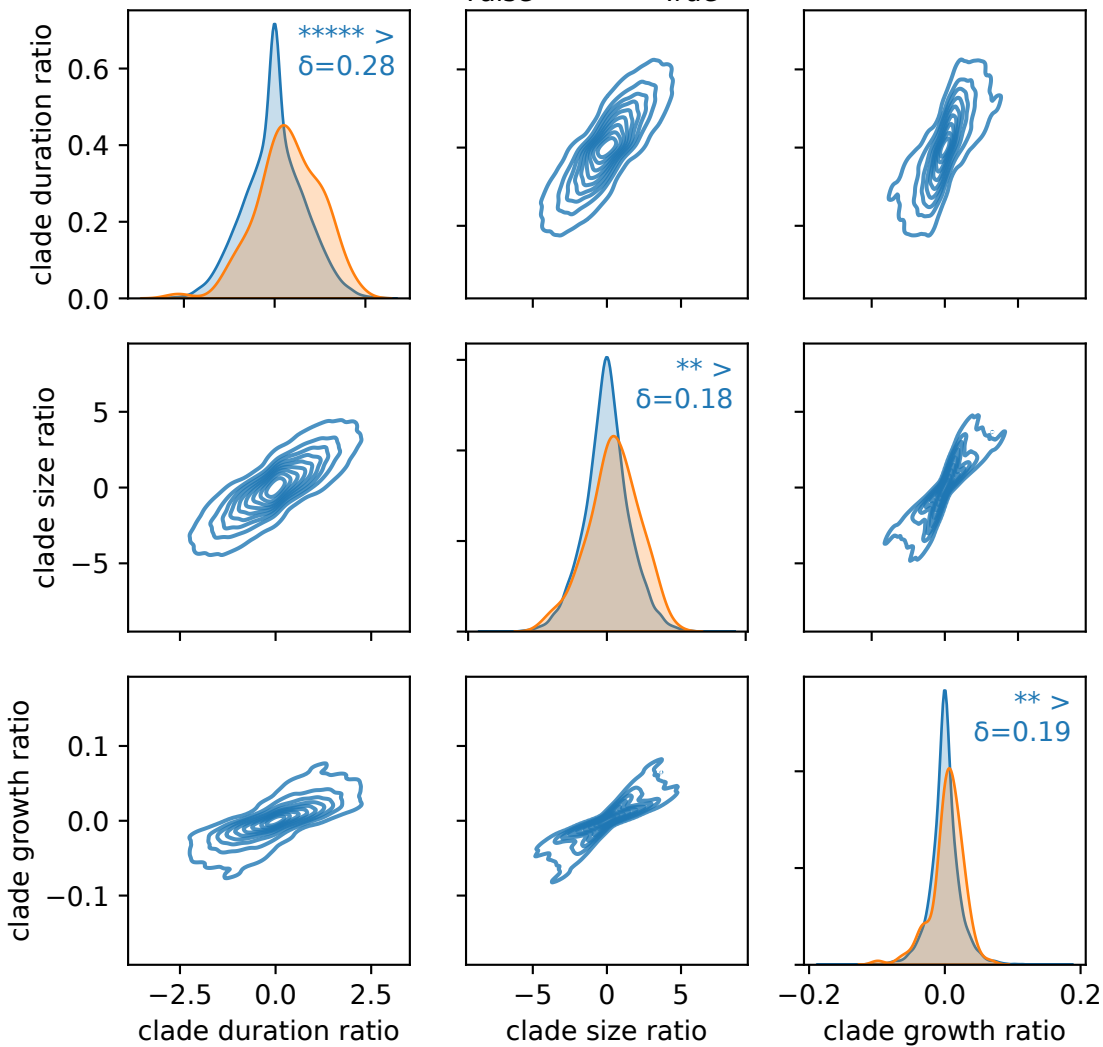 False True
clade duration ratio
0.6
0.4
0.2
0.0
***** >
δ=0.28
clade size ratio
5
0
−5
** >
δ=0.18
clade growth ratio
0.1
0.0
−0.1
** >
δ=0.19
−2.5 0.0 2.5 −5 0 5 −0.2 0.0 0.2
clade duration ratio clade size ratio clade growth ratio